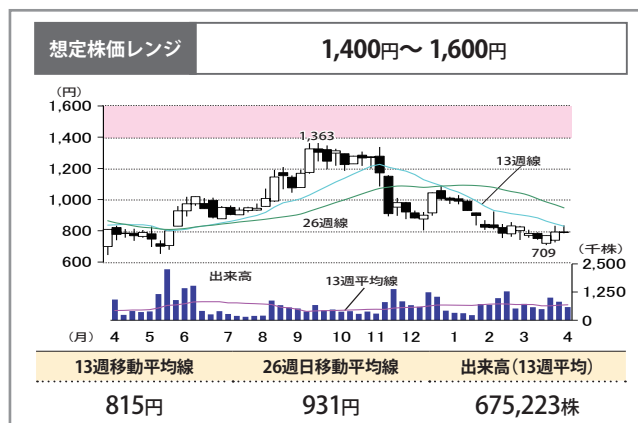 想定株価レンジ 1,400円〜 1,600円
(円)
1,600
1,400
1,363
1,200
13週線
1,000
26週線
800
709
600
(千株)
出来高 13週平均線 2,500
1,250
0
(月) 4 5 6 7 8 9 10 11 12 1 2 3 4
13週移動平均線 26週日移動平均線 出来高(13週平均)
815円 931円 675,223株